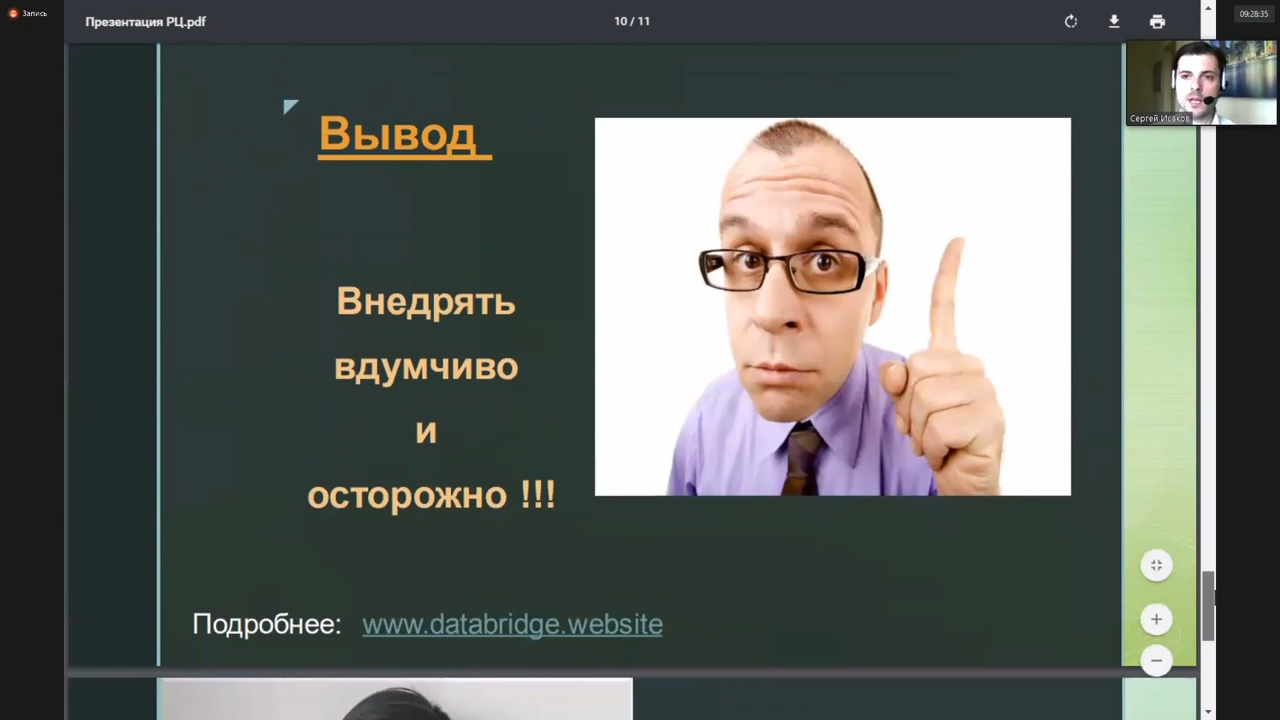 Запись
Презентация РЦ.pdf
10 / 11
09:28:35
Сергей Исаков
Вывод
Внедрять
вдумчиво
и
осторожно !!!
Подробнее: www.databridge.website